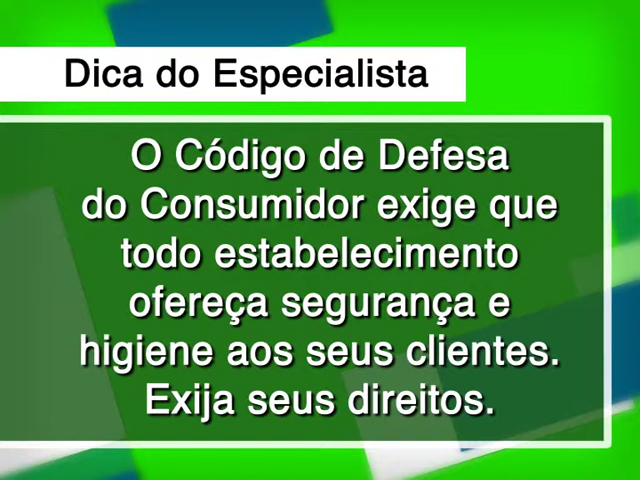 Dica do Especialista
O Código de Defesa
do Consumidor exige que
todo estabelecimento
ofereça segurança e
higiene aos seus clientes.
Exija seus direitos.